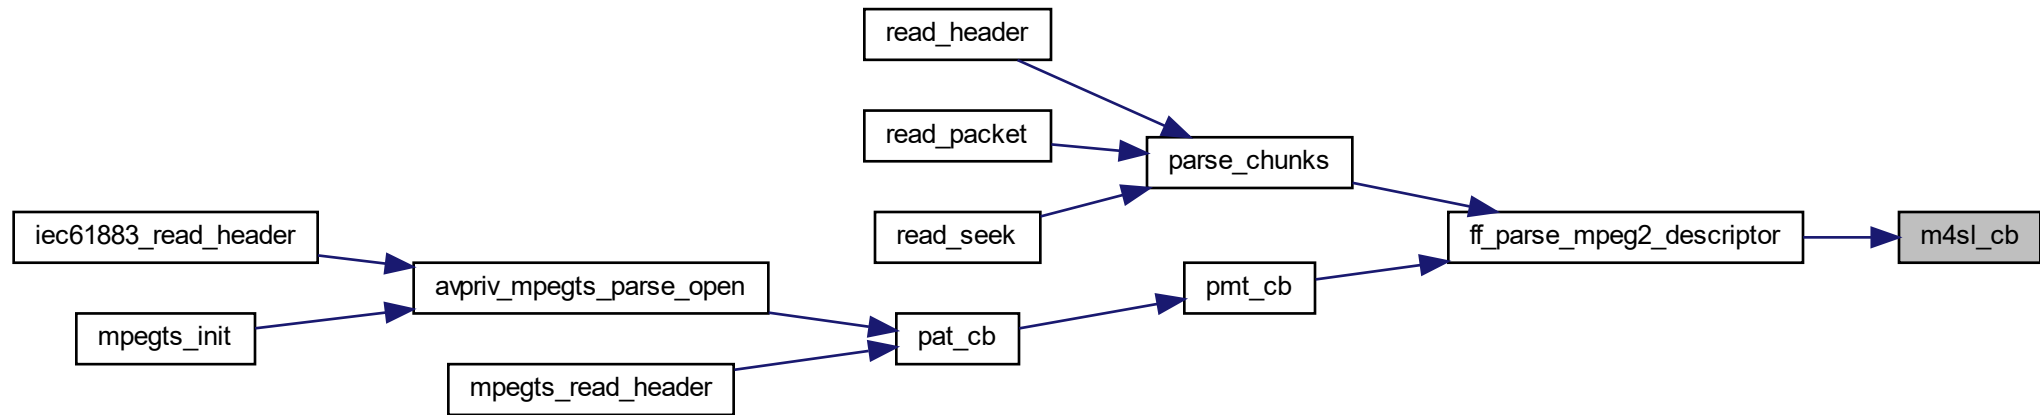 read_header
read_packet
parse_chunks
iec61883_read_header
read_seek
ff_parse_mpeg2_descriptor
m4sl_cb
avpriv_mpegts_parse_open
pmt_cb
mpegts_init
pat_cb
mpegts_read_header